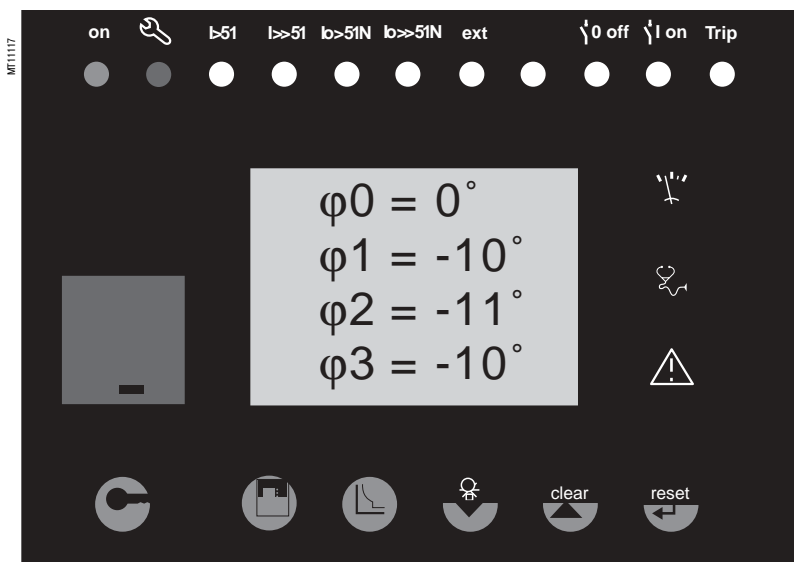 MT11117
on I>51 I>>51 Io>51N Io>>51N ext 0 off I on Trip
φ0 = 0°
φ1 = -10°
φ2 = -11°
φ3 = -10°
clear reset